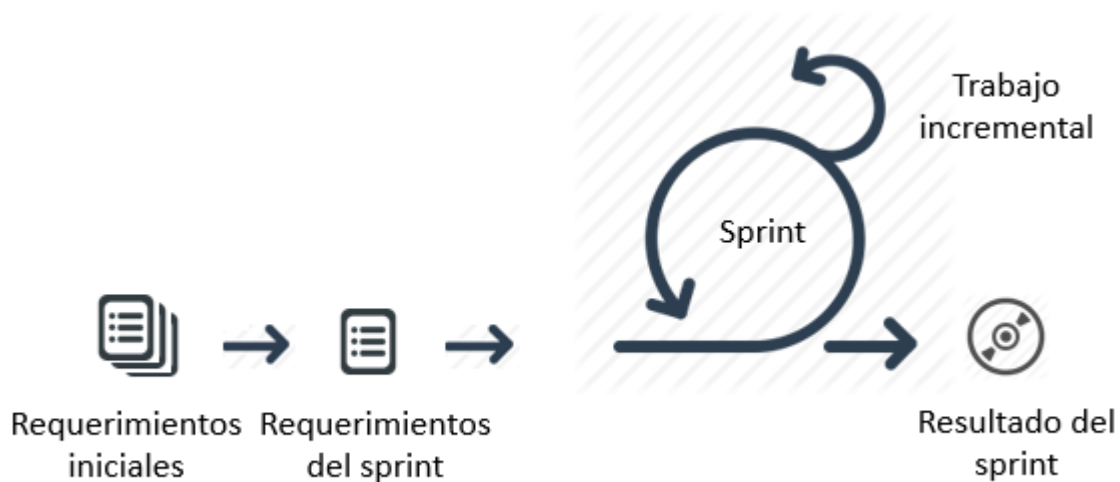 Trabajo
incremental
Sprint
Requerimientos
iniciales
Requerimientos
del sprint
Resultado del
sprint